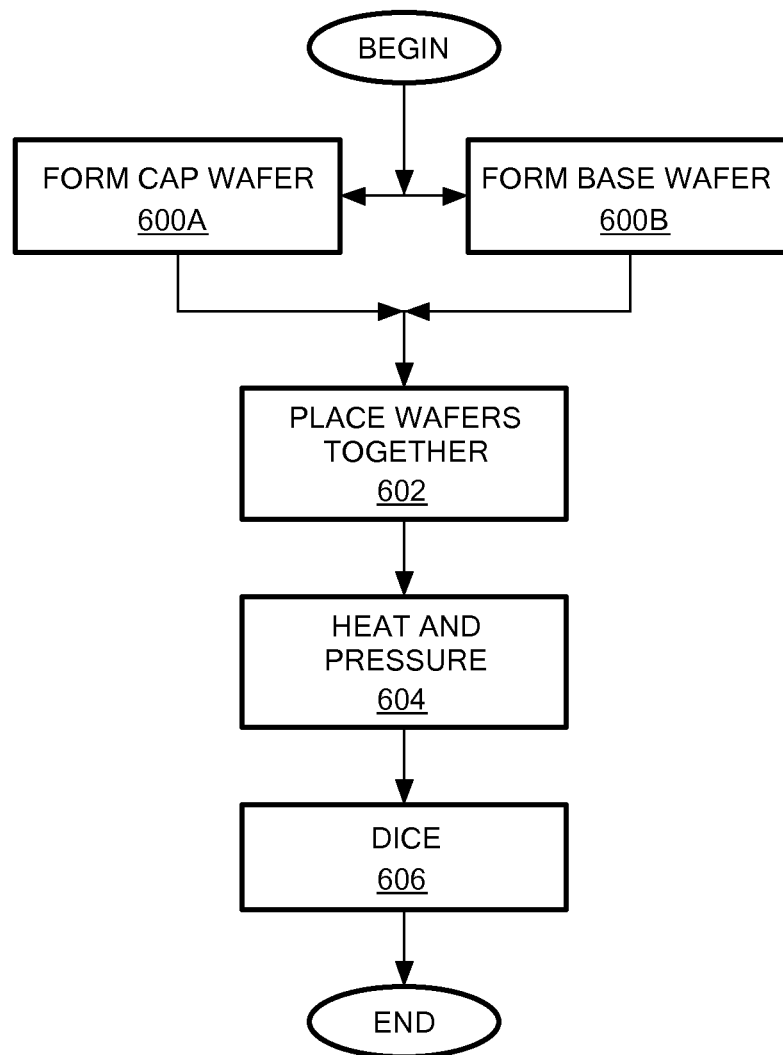 BEGIN
FORM CAP WAFER
600A
FORM BASE WAFER
600B
PLACE WAFERS
TOGETHER
602
HEAT AND
PRESSURE
604
DICE
606
END